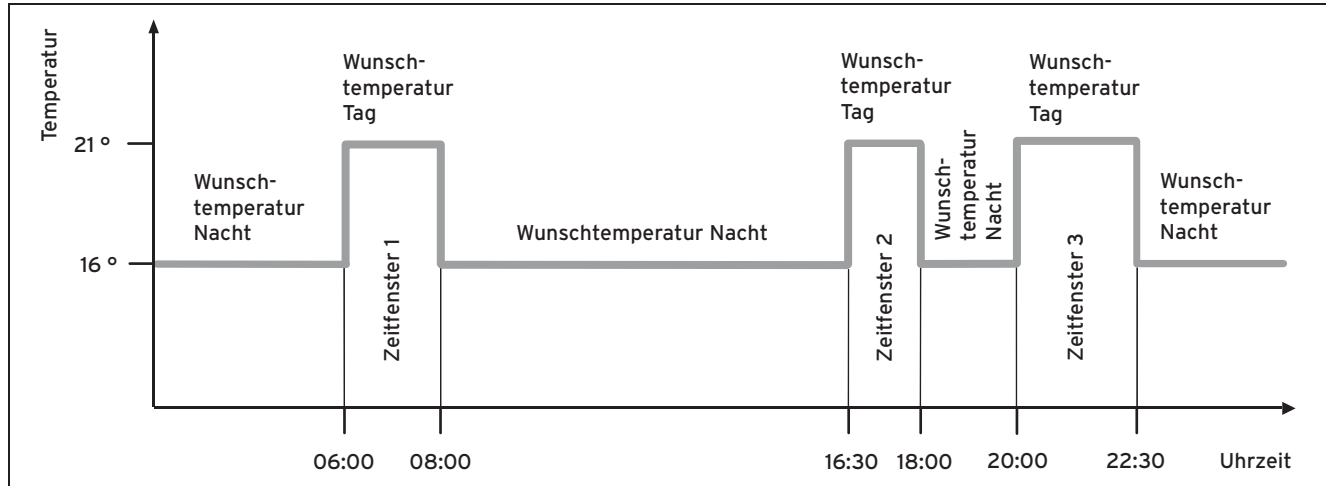 Temperatur
Wunsch-
temperatur
Tag
Wunsch-
temperatur
Tag
Wunsch-
temperatur
Tag
21 °
Wunsch-
temperatur
Nacht
Wunschtemperatur Nacht
Wunsch-
temperatur
Nacht
Wunsch-
temperatur
Nacht
16 °
Zeitfenster 1
Zeitfenster 2
Zeitfenster 3
06:00 08:00 16:30 18:00 20:00 22:30 Uhrzeit